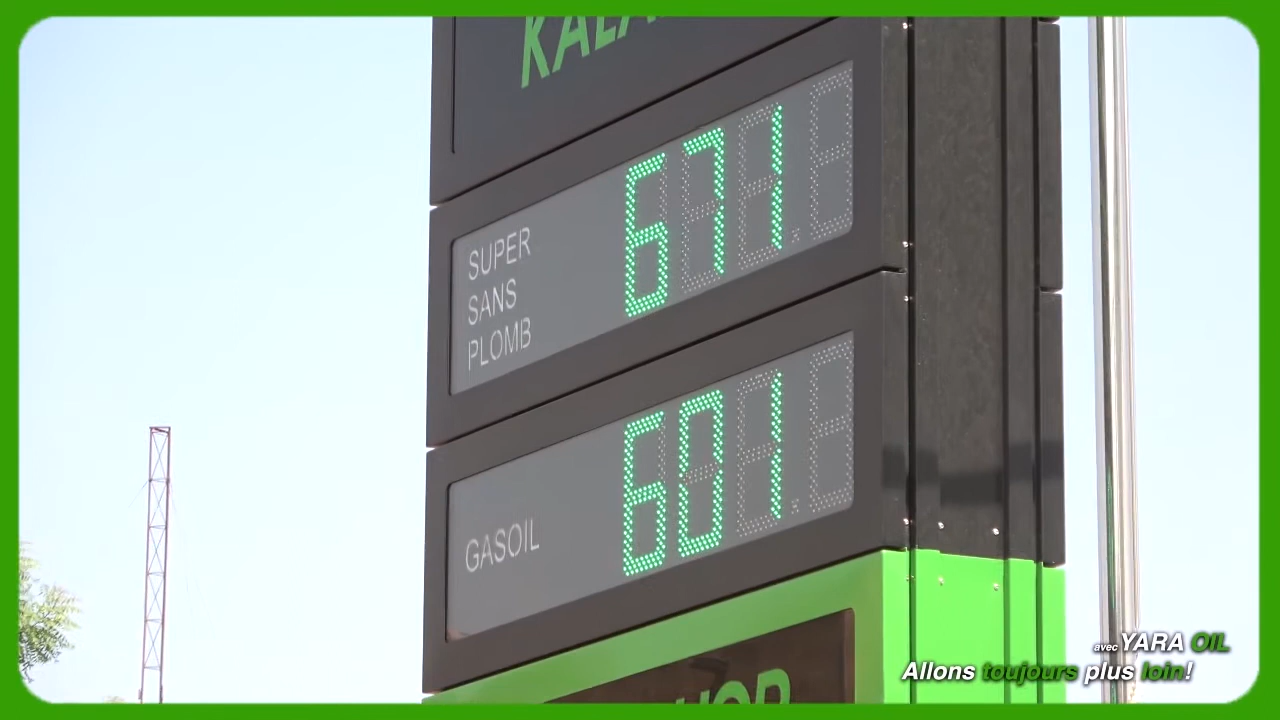 SUPER
SANS
PLOMB
671
GASOIL
601
avec YARA OIL
Allons toujours plus loin!